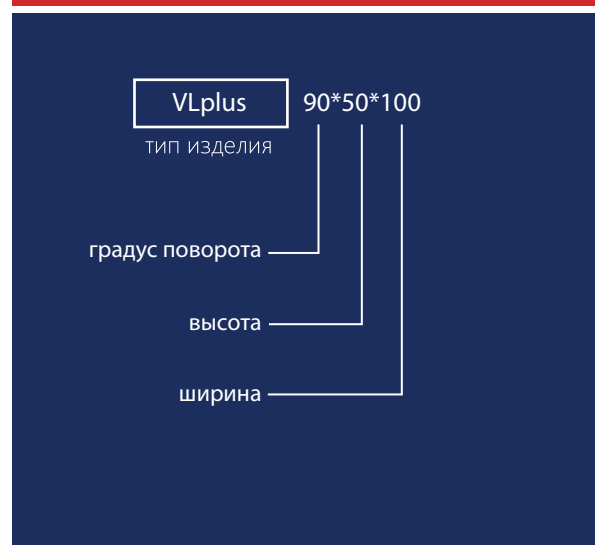 VLplus 90*50*100
тип изделия
градус поворота
высота
ширина